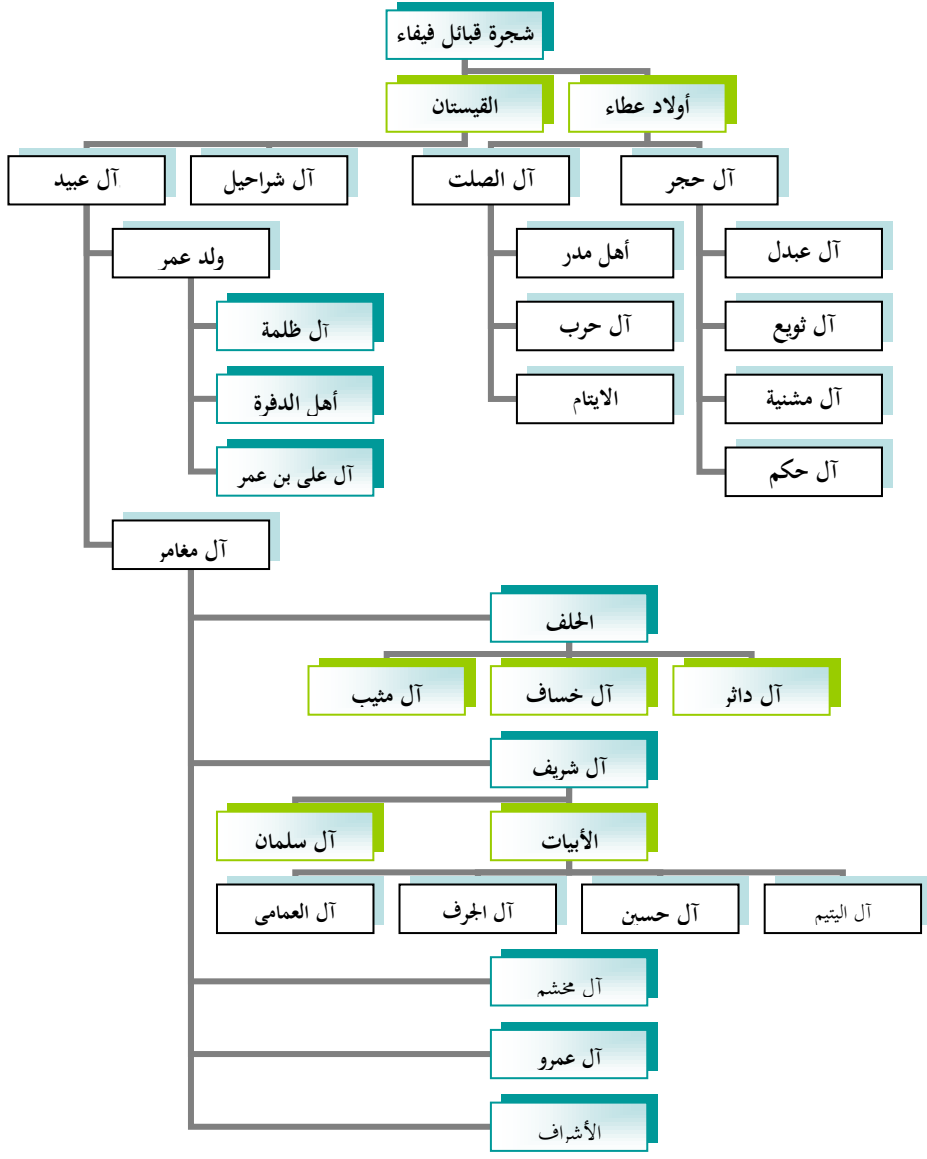 شجرة قبائل فيفاء
أولاد عطاء
القيستان
آل حجر
آل الصلت
آل شراحيل
آل عبيد
آل عبدل
أهل مدر
ولد عمر
آل ثويع
آل حرب
آل ظلمة
آل مشنية
الايتام
أهل الدفرة
آل حكم
آل على بن عمر
آل مغامر
الحلف
آل داثر
آل خساف
آل مثيب
آل شريف
الأبيات
آل سلمان
آل اليتيم
آل حسين
آل الجرف
آل العمامى
آل مخشم
آل عمرو
الأشراف